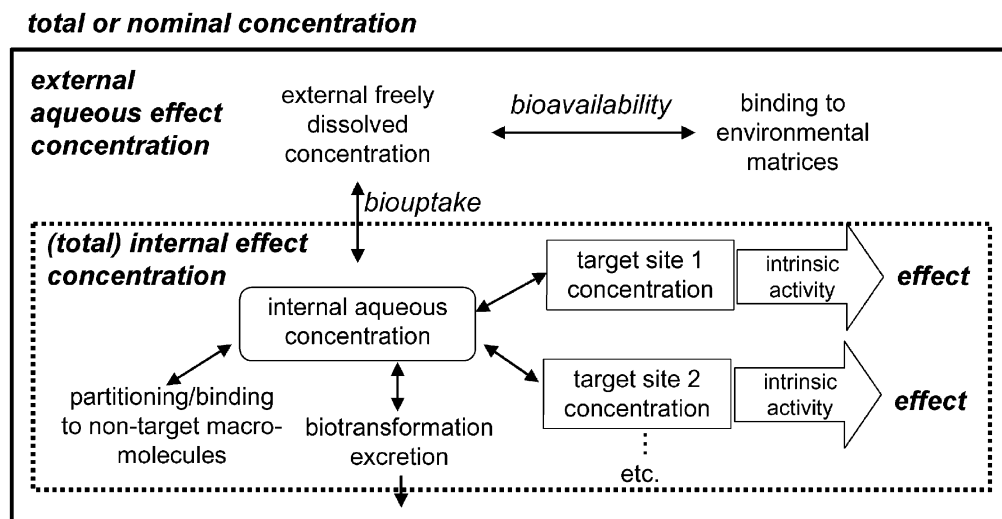 total or nominal concentration
external
aqueous effect
concentration
external freely
dissolved
concentration
bioavailability
binding to
environmental
matrices
biouptake
(total) internal effect
concentration
internal aqueous
concentration
target site 1
concentration
intrinsic
activity
effect
target site 2
concentration
intrinsic
activity
effect
partitioning/binding
to non-target macro-
molecules
biotransformation
excretion
etc.